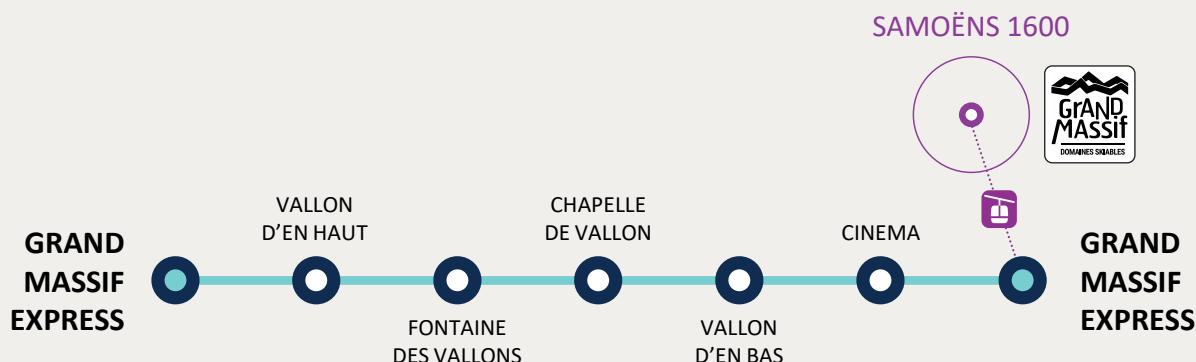 SAMOËNS 1600
GRAND
MASSIF
DOMAINES SKIABLES
VALLON
D'EN HAUT
CHAPELLE
DE VALLON
CINEMA
GRAND
MASSIF
EXPRESS
GRAND
MASSIF
EXPRESS
FONTAINE
DES VALLONS
VALLON
D'EN BAS